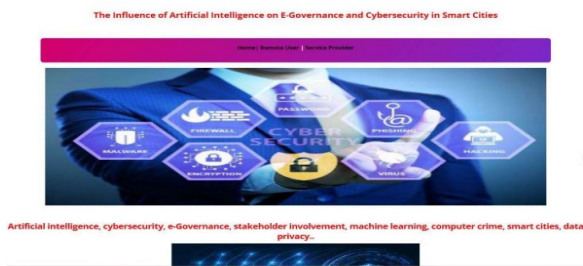 The Influence of Artificial Intelligence on E-Governance and Cybersecurity in Smart Cities
Home| Remote User | Service Provider
PASSWORD
FIREWALL
PHISHING
CYBER
SECURITY
MALWARE
HACKING
ENCRYPTION
VIRUS
Artificial intelligence, cybersecurity, e-Governance, stakeholder involvement, machine learning, computer crime, smart cities, data
privacy..